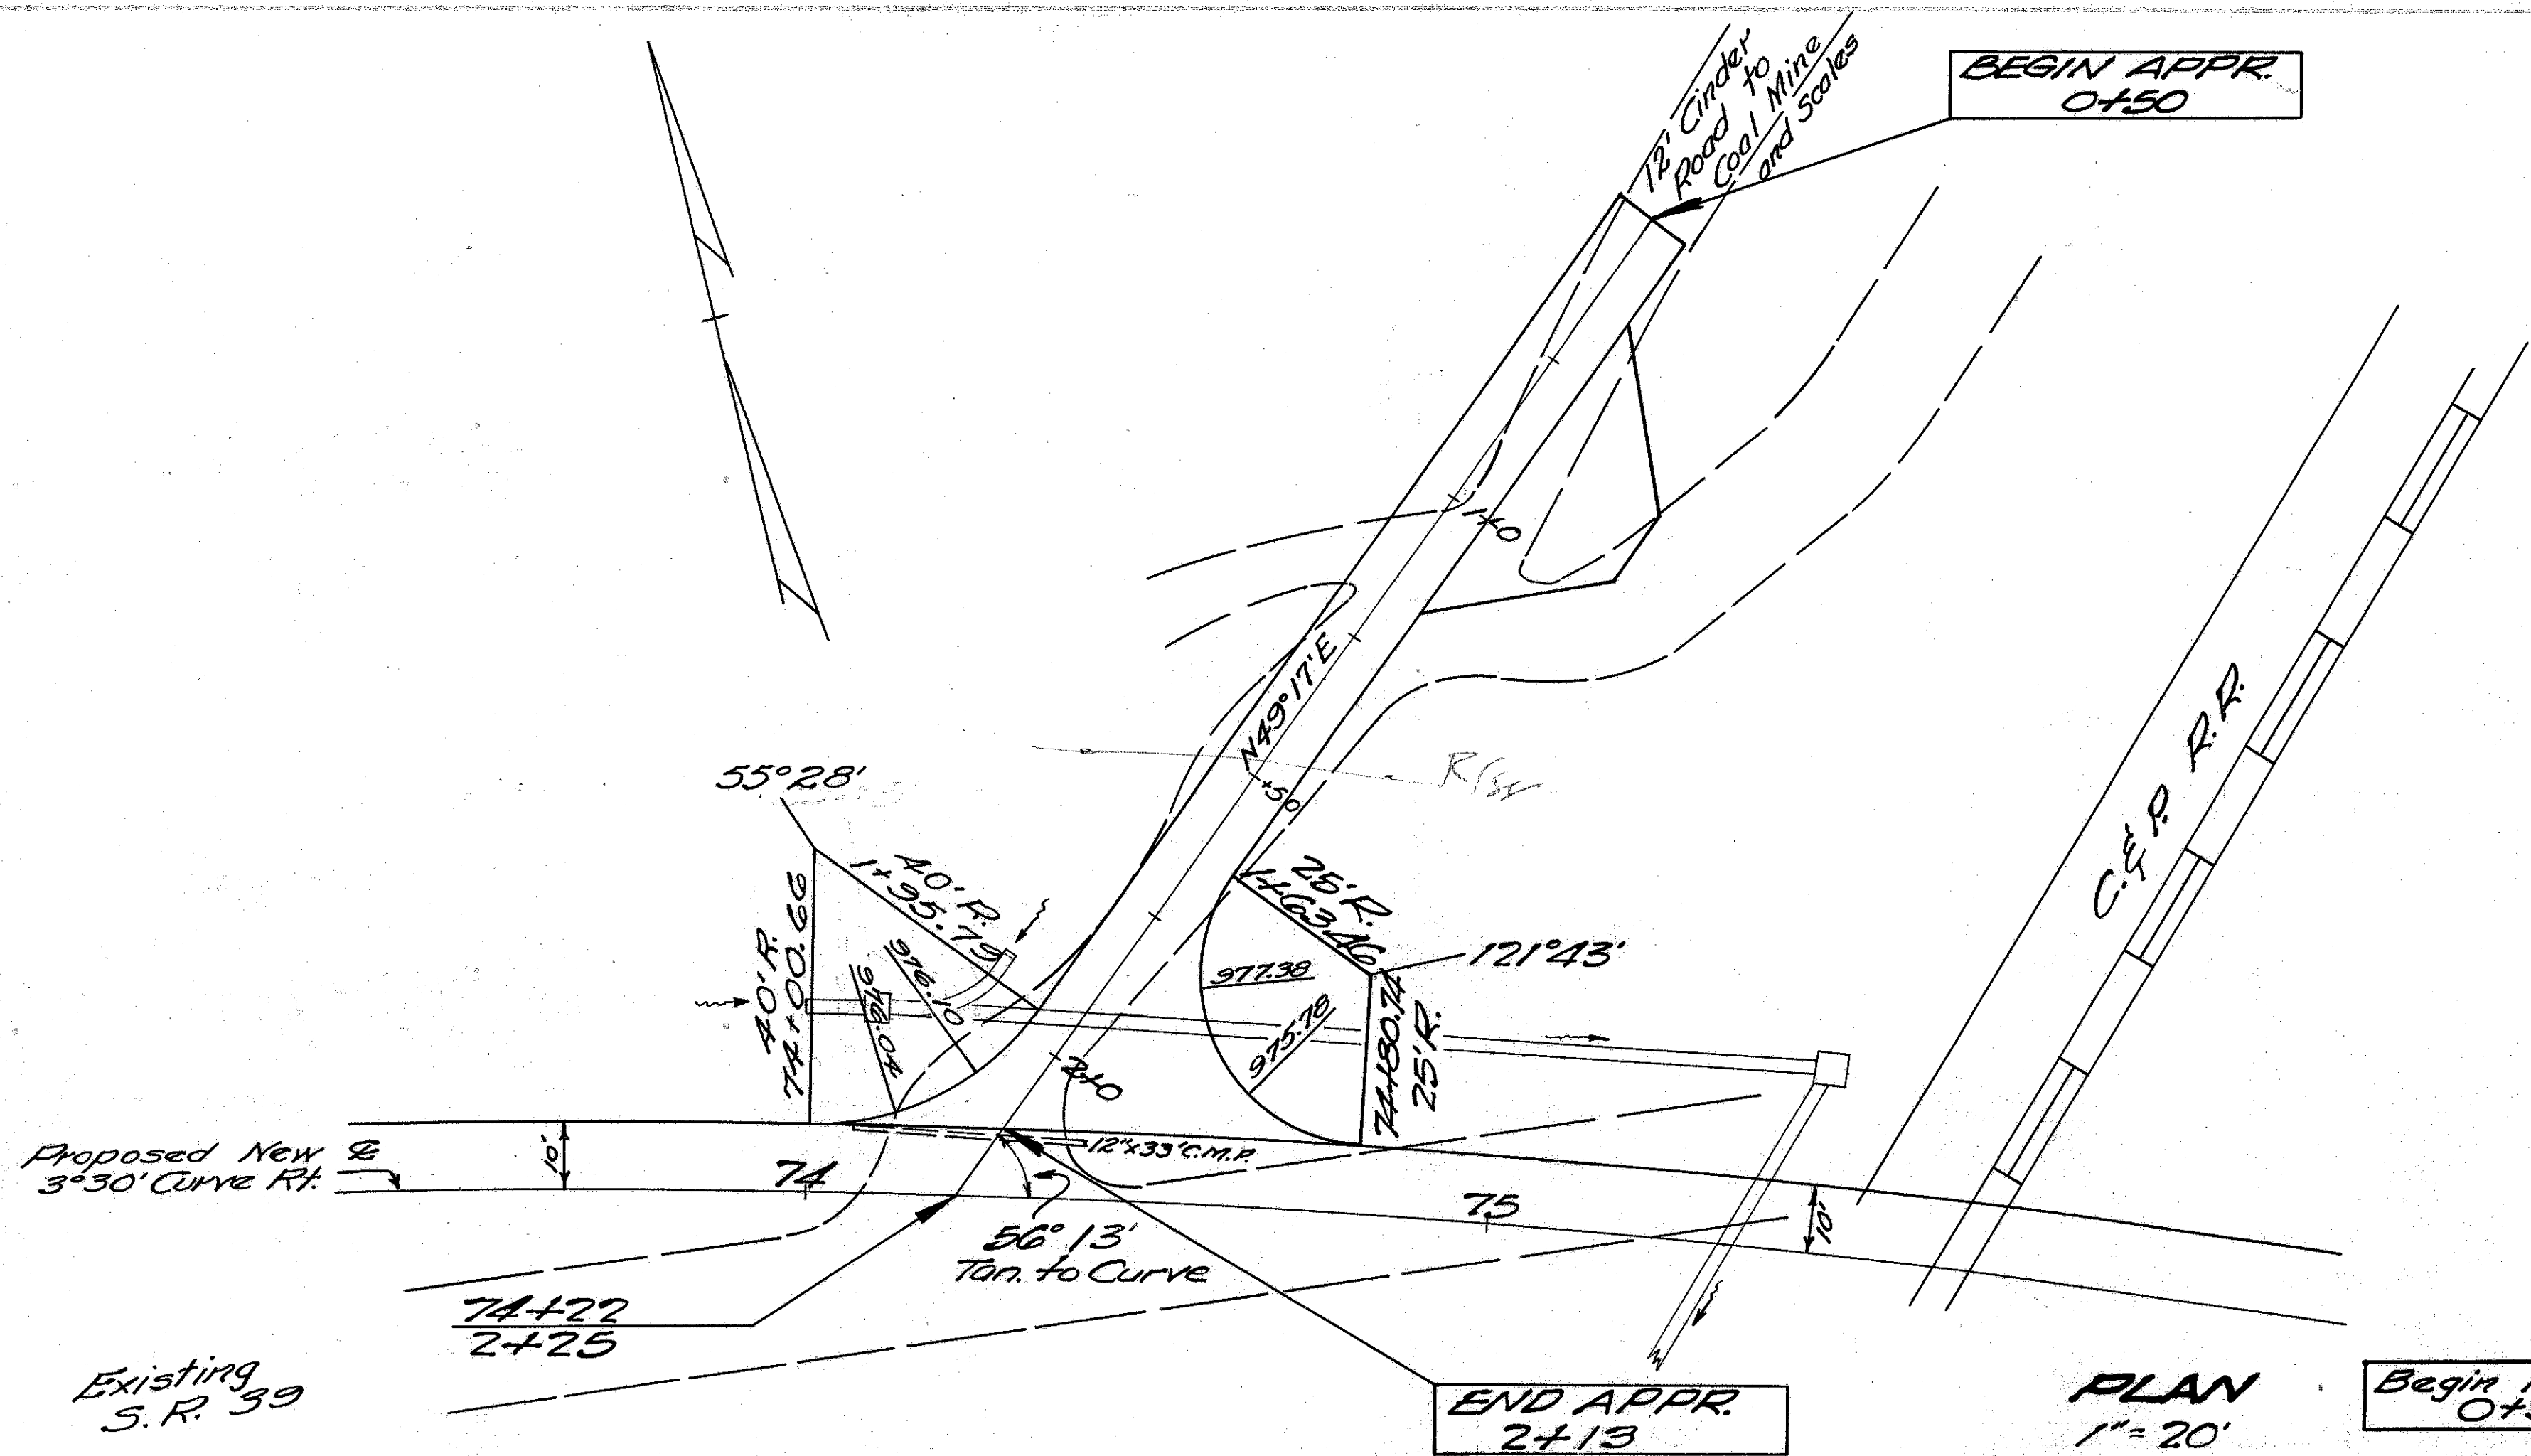 12' Cinder
Road to
Coal Mine
and Scales
BEGIN APPR.
0+50
1+0
N49°17'E
+50
C. & P. R.R.
55°28'
40' R.
1+95.79
40' R.
74+00.66
976.10
976.04
25' R.
1+63.46
121°43'
977.38
975.78
74+80.74
25' R.
2+0
12"x33' C.M.P.
Proposed New ℄
3°30' Curve Rt.
10'
74
75
10'
56°13'
Tan. to Curve
74+22
2+25
Existing
S. R. 39
END APPR.
2+13
PLAN
1" = 20'
Begin